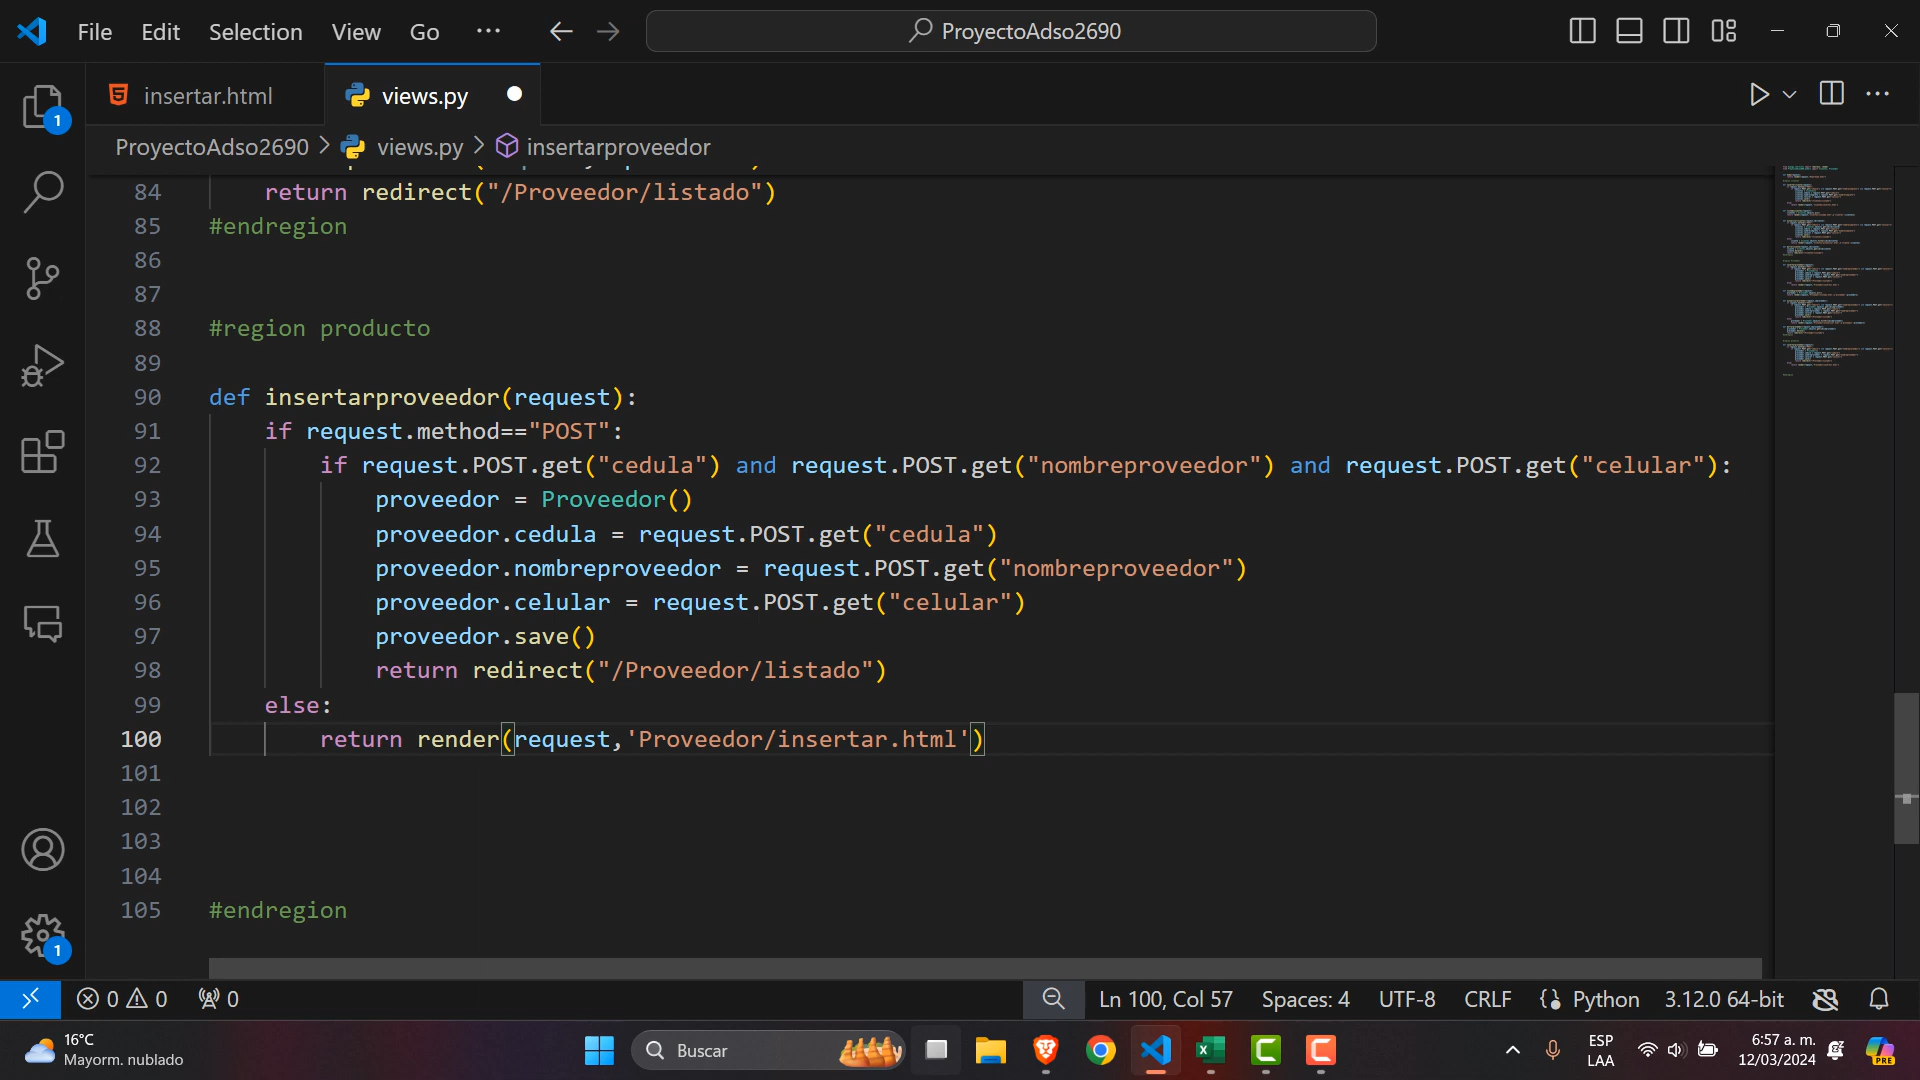 File Edit Selection View Go ··· ProyectoAdso2690
insertar.html views.py
ProyectoAdso2690 > views.py > insertarproveedor
84 return redirect("/Proveedor/listado")
85 #endregion
86
87
88 #region producto
89
90 def insertarproveedor(request):
91 if request.method=="POST":
92 if request.POST.get("cedula") and request.POST.get("nombreproveedor") and request.POST.get("celular"):
93 proveedor = Proveedor()
94 proveedor.cedula = request.POST.get("cedula")
95 proveedor.nombreproveedor = request.POST.get("nombreproveedor")
96 proveedor.celular = request.POST.get("celular")
97 proveedor.save()
98 return redirect("/Proveedor/listado")
99 else:
100 return render(request,'Proveedor/insertar.html')
101
102
103
104
105 #endregion
1
1
0 0 0 Ln 100, Col 57 Spaces: 4 UTF-8 CRLF Python 3.12.0 64-bit
16°C
Mayorm. nublado
Buscar
ESP
LAA
6:57 a. m.
12/03/2024
PRE